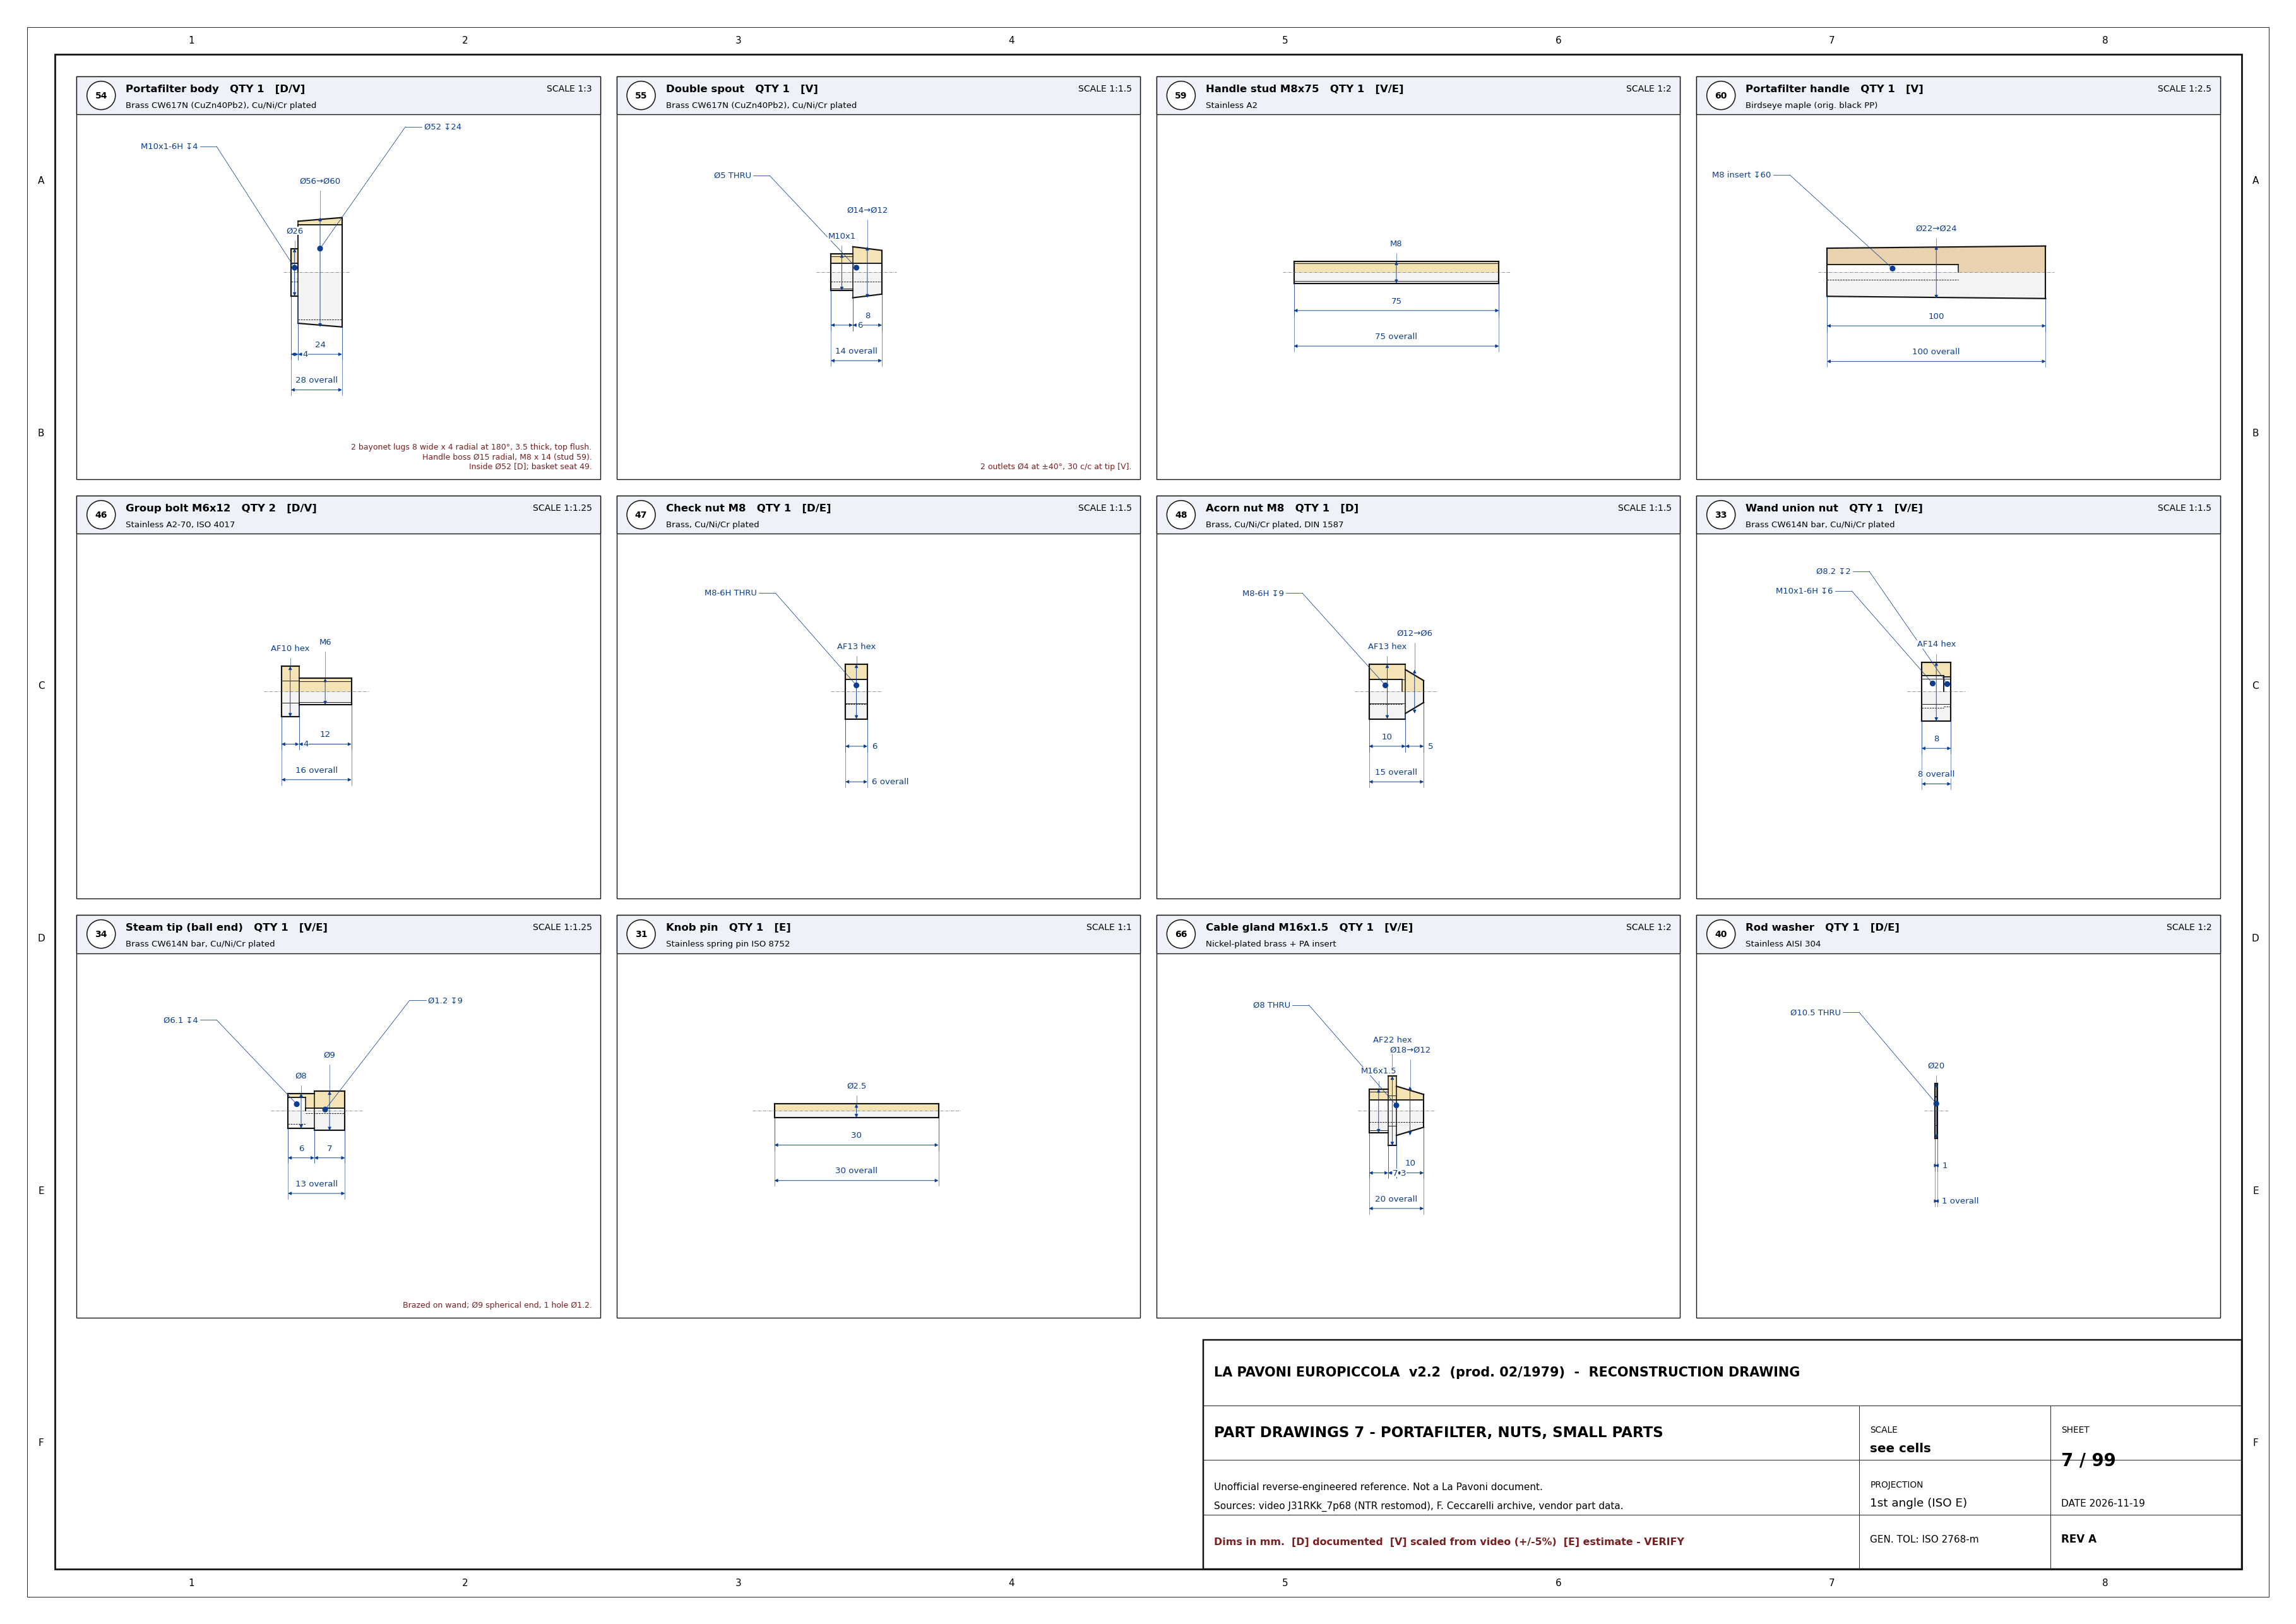 1 2 3 4 5 6 7 8
A A
B B
C C
D D
E E
F F
54 Portafilter body QTY 1 [D/V] SCALE 1:3
Brass CW617N (CuZn40Pb2), Cu/Ni/Cr plated
Ø52 ↧24
M10x1-6H ↧4
Ø56→Ø60
Ø26
24
4
28 overall
2 bayonet lugs 8 wide x 4 radial at 180°, 3.5 thick, top flush.
Handle boss Ø15 radial, M8 x 14 (stud 59).
Inside Ø52 [D]; basket seat 49.
55 Double spout QTY 1 [V] SCALE 1:1.5
Brass CW617N (CuZn40Pb2), Cu/Ni/Cr plated
Ø5 THRU
Ø14→Ø12
M10x1
8
6
14 overall
2 outlets Ø4 at ±40°, 30 c/c at tip [V].
59 Handle stud M8x75 QTY 1 [V/E] SCALE 1:2
Stainless A2
M8
75
75 overall
60 Portafilter handle QTY 1 [V] SCALE 1:2.5
Birdseye maple (orig. black PP)
M8 insert ↧60
Ø22→Ø24
100
100 overall
46 Group bolt M6x12 QTY 2 [D/V] SCALE 1:1.25
Stainless A2-70, ISO 4017
M6
AF10 hex
12
4
16 overall
47 Check nut M8 QTY 1 [D/E] SCALE 1:1.5
Brass, Cu/Ni/Cr plated
M8-6H THRU
AF13 hex
6
6 overall
48 Acorn nut M8 QTY 1 [D] SCALE 1:1.5
Brass, Cu/Ni/Cr plated, DIN 1587
M8-6H ↧9
Ø12→Ø6
AF13 hex
10
5
15 overall
33 Wand union nut QTY 1 [V/E] SCALE 1:1.5
Brass CW614N bar, Cu/Ni/Cr plated
Ø8.2 ↧2
M10x1-6H ↧6
AF14 hex
8
8 overall
34 Steam tip (ball end) QTY 1 [V/E] SCALE 1:1.25
Brass CW614N bar, Cu/Ni/Cr plated
Ø1.2 ↧9
Ø6.1 ↧4
Ø9
Ø8
6 7
13 overall
Brazed on wand; Ø9 spherical end, 1 hole Ø1.2.
31 Knob pin QTY 1 [E] SCALE 1:1
Stainless spring pin ISO 8752
Ø2.5
30
30 overall
66 Cable gland M16x1.5 QTY 1 [V/E] SCALE 1:2
Nickel-plated brass + PA insert
Ø8 THRU
AF22 hex
Ø18→Ø12
M16x1.5
10
7 3
20 overall
40 Rod washer QTY 1 [D/E] SCALE 1:2
Stainless AISI 304
Ø10.5 THRU
Ø20
1
1 overall
LA PAVONI EUROPICCOLA v2.2 (prod. 02/1979) - RECONSTRUCTION DRAWING
PART DRAWINGS 7 - PORTAFILTER, NUTS, SMALL PARTS
SCALE
see cells
SHEET
7 / 99
Unofficial reverse-engineered reference. Not a La Pavoni document.
Sources: video J31RKk_7p68 (NTR restomod), F. Ceccarelli archive, vendor part data.
PROJECTION
1st angle (ISO E)
DATE 2026-11-19
Dims in mm. [D] documented [V] scaled from video (+/-5%) [E] estimate - VERIFY
GEN. TOL: ISO 2768-m
REV A
1 2 3 4 5 6 7 8